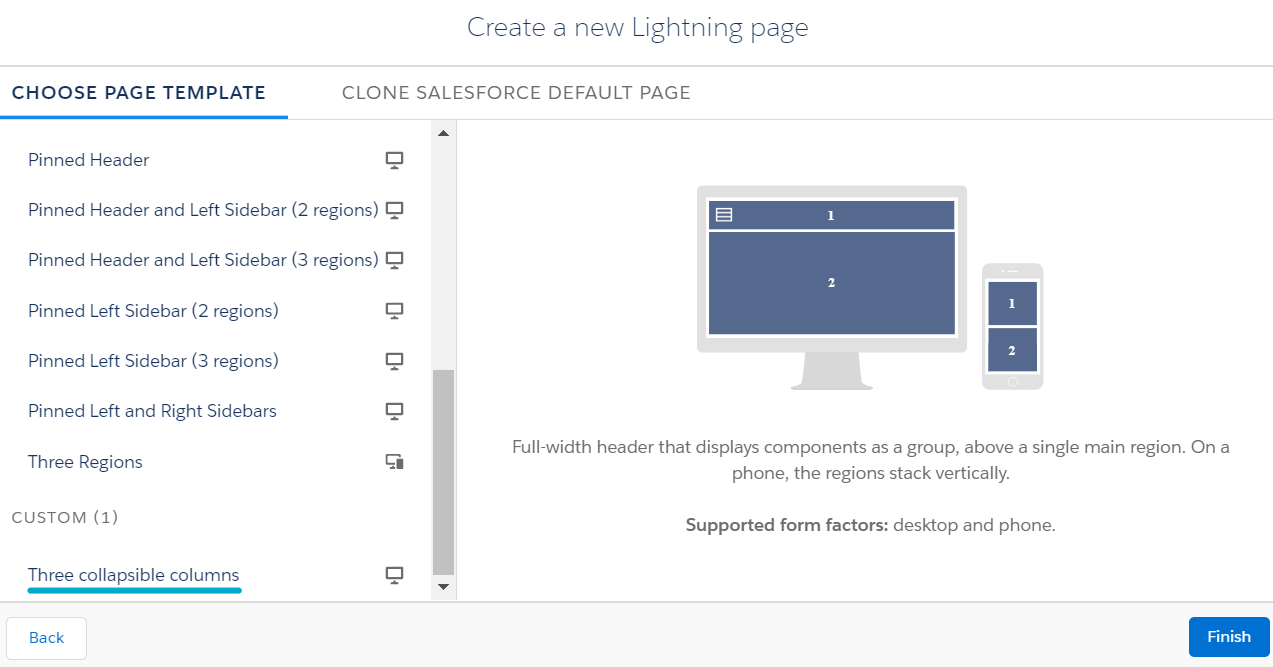 Create a new Lightning page
CHOOSE PAGE TEMPLATE
CLONE SALESFORCE DEFAULT PAGE
Pinned Header
Pinned Header and Left Sidebar (2 regions)
Pinned Header and Left Sidebar (3 regions)
Pinned Left Sidebar (2 regions)
Pinned Left Sidebar (3 regions)
Pinned Left and Right Sidebars
Three Regions
CUSTOM (1)
Three collapsible columns
1
2
1
2
Full-width header that displays components as a group, above a single main region. On a
phone, the regions stack vertically.
Supported form factors: desktop and phone.
Back
Finish